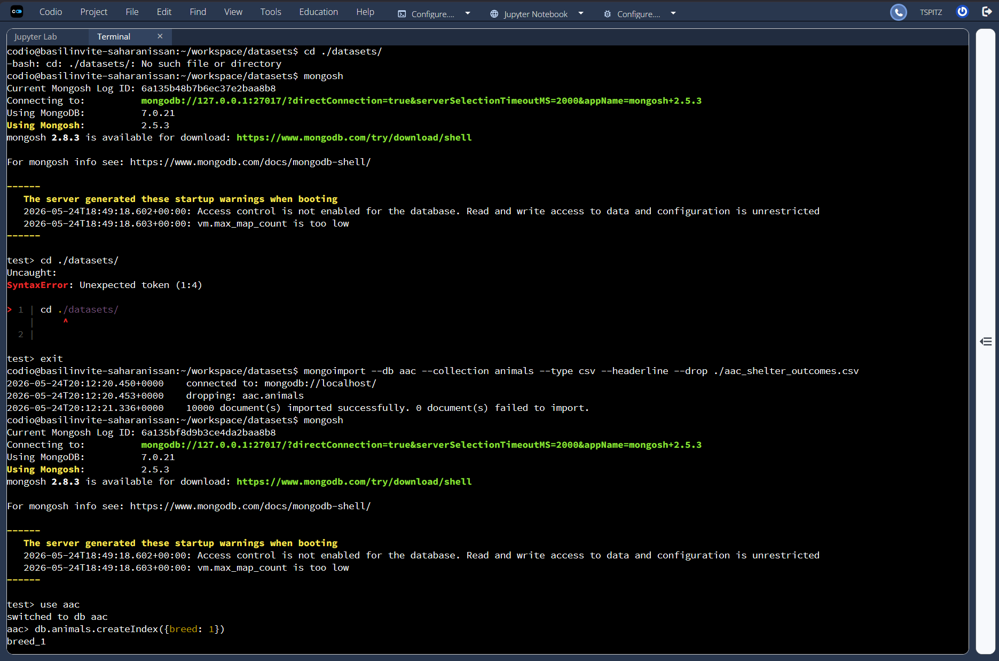 Codio Project File Edit Find View Tools Education Help Configure.... Jupyter Notebook Configure.... TSPITZ
Jupyter Lab Terminal ×
codio@basilinvite-saharanissan:~/workspace/datasets$ cd ./datasets/
-bash: cd: ./datasets/: No such file or directory
codio@basilinvite-saharanissan:~/workspace/datasets$ mongosh
Current Mongosh Log ID: 6a135b48b7b6ec37e2baa8b8
Connecting to: mongodb://127.0.0.1:27017/?directConnection=true&serverSelectionTimeoutMS=2000&appName=mongosh+2.5.3
Using MongoDB: 7.0.21
Using Mongosh: 2.5.3
mongosh 2.8.3 is available for download: https://www.mongodb.com/try/download/shell
For mongosh info see: https://www.mongodb.com/docs/mongodb-shell/
------
The server generated these startup warnings when booting
2026-05-24T18:49:18.602+00:00: Access control is not enabled for the database. Read and write access to data and configuration is unrestricted
2026-05-24T18:49:18.603+00:00: vm.max_map_count is too low
------
test> cd ./datasets/
Uncaught:
SyntaxError: Unexpected token (1:4)
> 1 | cd ./datasets/
| ^
2 |
test> exit
codio@basilinvite-saharanissan:~/workspace/datasets$ mongoimport --db aac --collection animals --type csv --headerline --drop ./aac_shelter_outcomes.csv
2026-05-24T20:12:20.450+0000 connected to: mongodb://localhost/
2026-05-24T20:12:20.453+0000 dropping: aac.animals
2026-05-24T20:12:21.336+0000 10000 document(s) imported successfully. 0 document(s) failed to import.
codio@basilinvite-saharanissan:~/workspace/datasets$ mongosh
Current Mongosh Log ID: 6a135bf8d9b3ce4da2baa8b8
Connecting to: mongodb://127.0.0.1:27017/?directConnection=true&serverSelectionTimeoutMS=2000&appName=mongosh+2.5.3
Using MongoDB: 7.0.21
Using Mongosh: 2.5.3
mongosh 2.8.3 is available for download: https://www.mongodb.com/try/download/shell
For mongosh info see: https://www.mongodb.com/docs/mongodb-shell/
------
The server generated these startup warnings when booting
2026-05-24T18:49:18.602+00:00: Access control is not enabled for the database. Read and write access to data and configuration is unrestricted
2026-05-24T18:49:18.603+00:00: vm.max_map_count is too low
------
test> use aac
switched to db aac
aac> db.animals.createIndex({breed: 1})
breed_1